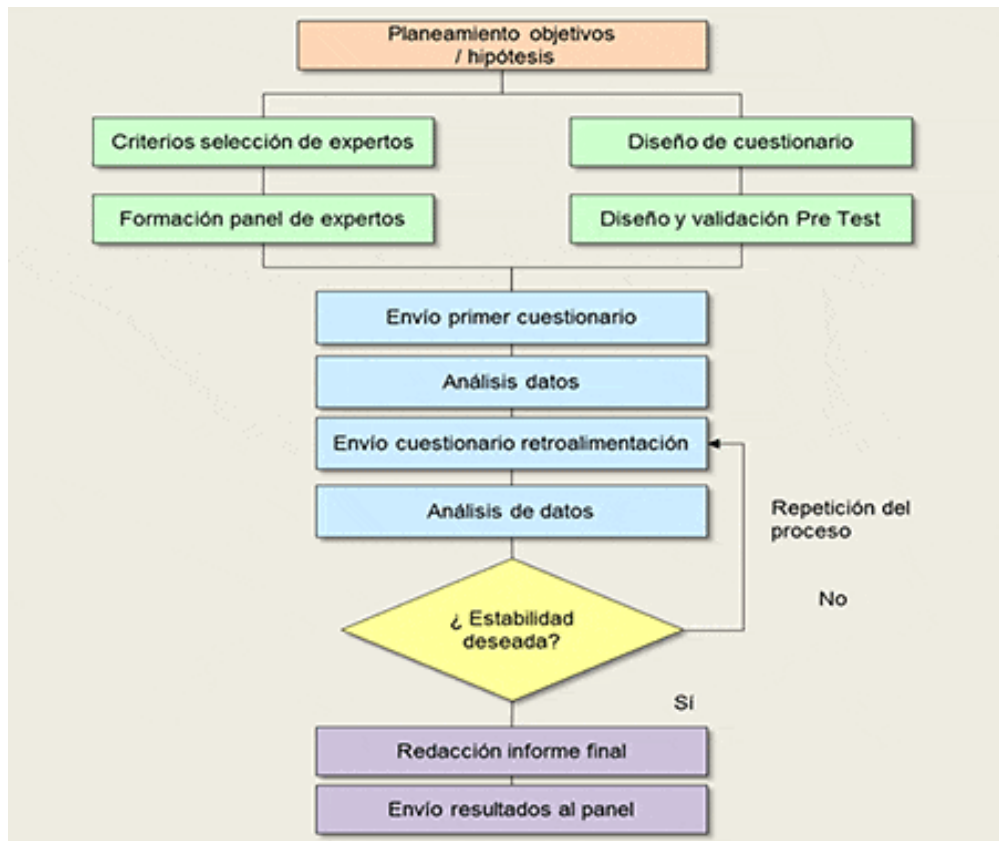 Planeamiento objetivos
/ hipótesis
Criterios selección de expertos
Diseño de cuestionario
Formación panel de expertos
Diseño y validación Pre Test
Envío primer cuestionario
Análisis datos
Envío cuestionario retroalimentación
Análisis de datos
Repetición del
proceso
No
¿ Estabilidad
deseada?
Sí
Redacción informe final
Envío resultados al panel